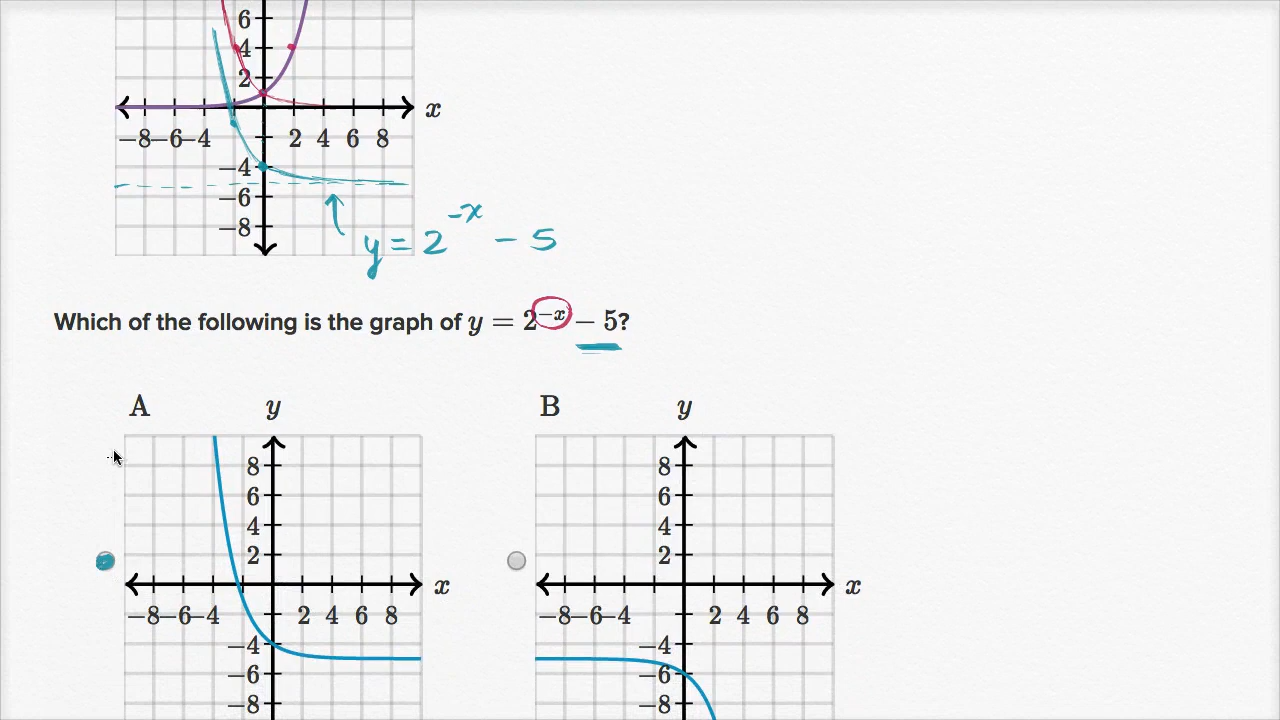 6
4
2
x
−8−6−4 2 4 6 8
−4
−6
−8
y = 2^{-x} − 5
Which of the following is the graph of y = 2^{−x} − 5?
A y B y
8 8
6 6
4 4
2 2
x x
−8−6−4 2 4 6 8 −8−6−4 2 4 6 8
−4 −4
−6 −6
−8 −8